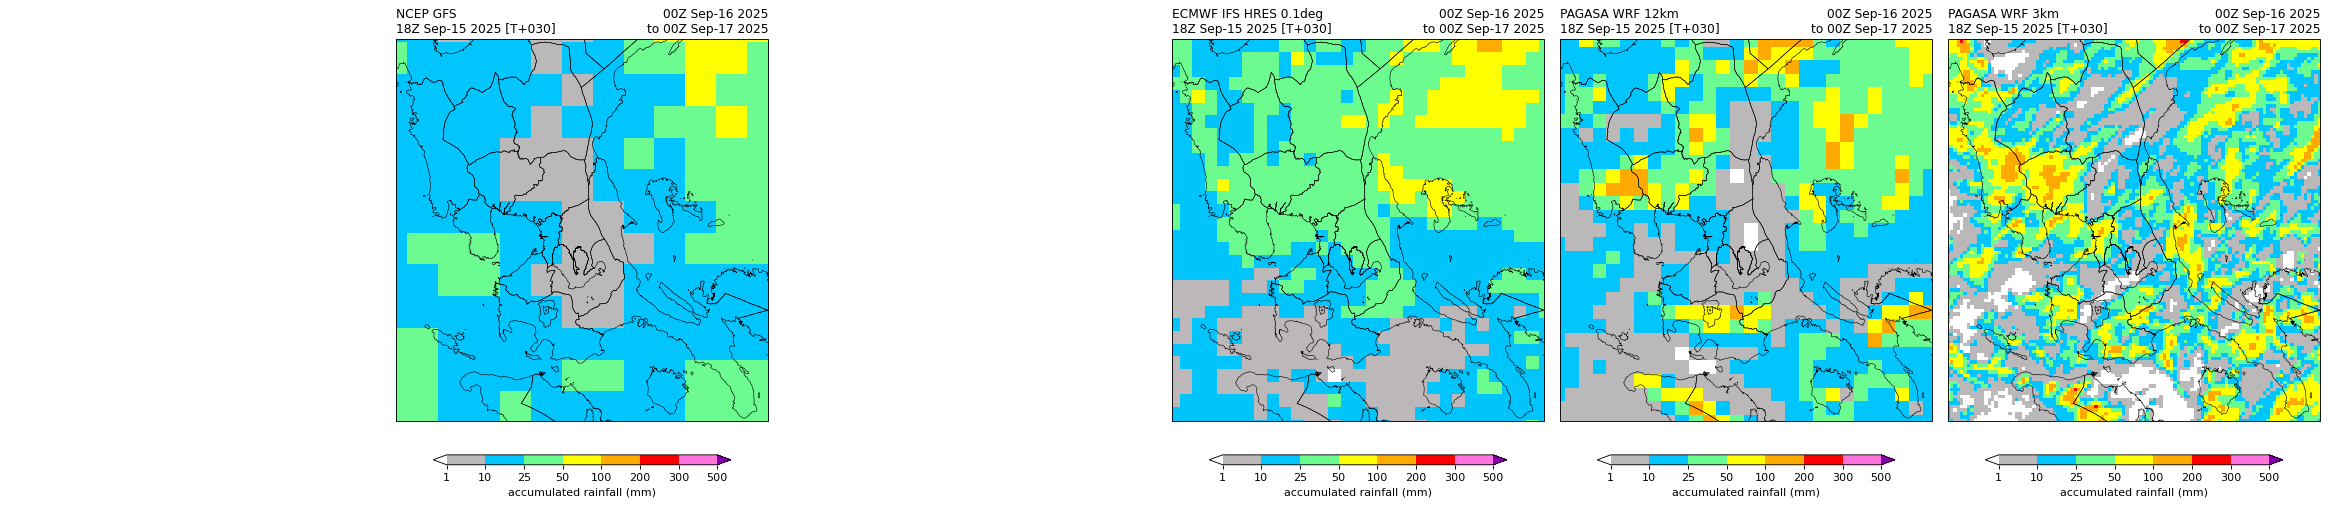 NCEP GFS 00Z Sep-16 2025
18Z Sep-15 2025 [T+030] to 00Z Sep-17 2025
1 10 25 50 100 200 300 500
accumulated rainfall (mm)
ECMWF IFS HRES 0.1deg 00Z Sep-16 2025
18Z Sep-15 2025 [T+030] to 00Z Sep-17 2025
1 10 25 50 100 200 300 500
accumulated rainfall (mm)
PAGASA WRF 12km 00Z Sep-16 2025
18Z Sep-15 2025 [T+030] to 00Z Sep-17 2025
1 10 25 50 100 200 300 500
accumulated rainfall (mm)
PAGASA WRF 3km 00Z Sep-16 2025
18Z Sep-15 2025 [T+030] to 00Z Sep-17 2025
1 10 25 50 100 200 300 500
accumulated rainfall (mm)